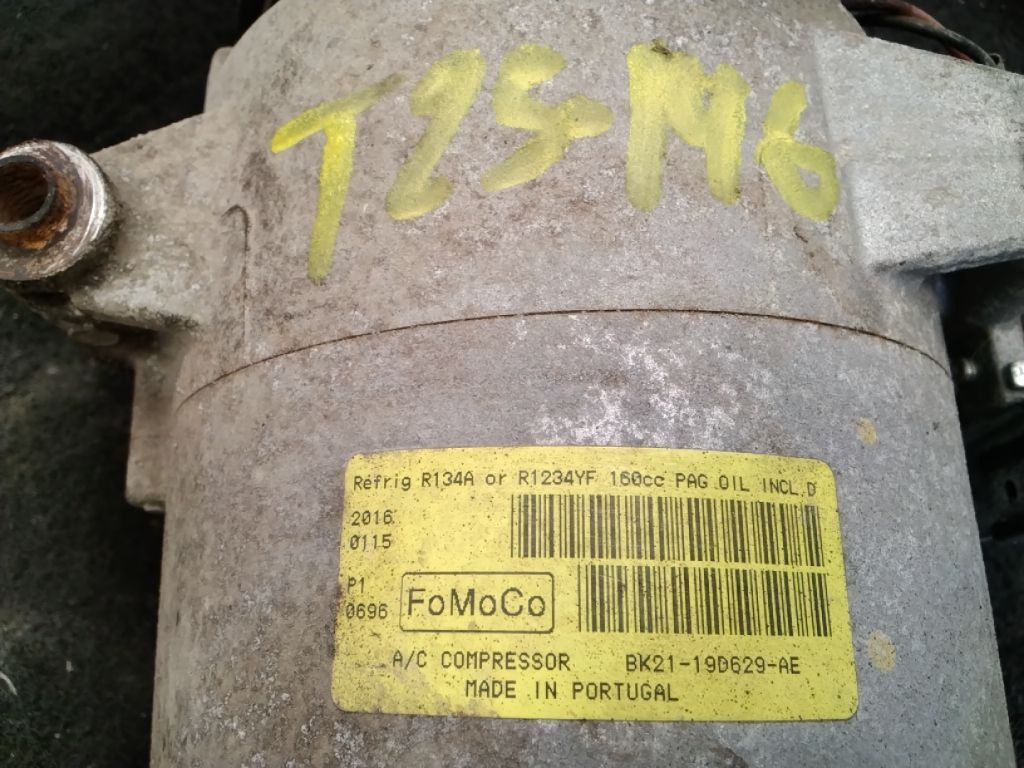 T25M6
Refrig R134A or R1234YF 160cc PAG OIL INCL.D
2016
0115
P1
0696
FoMoCo
A/C COMPRESSOR BK21-19D629-AE
MADE IN PORTUGAL